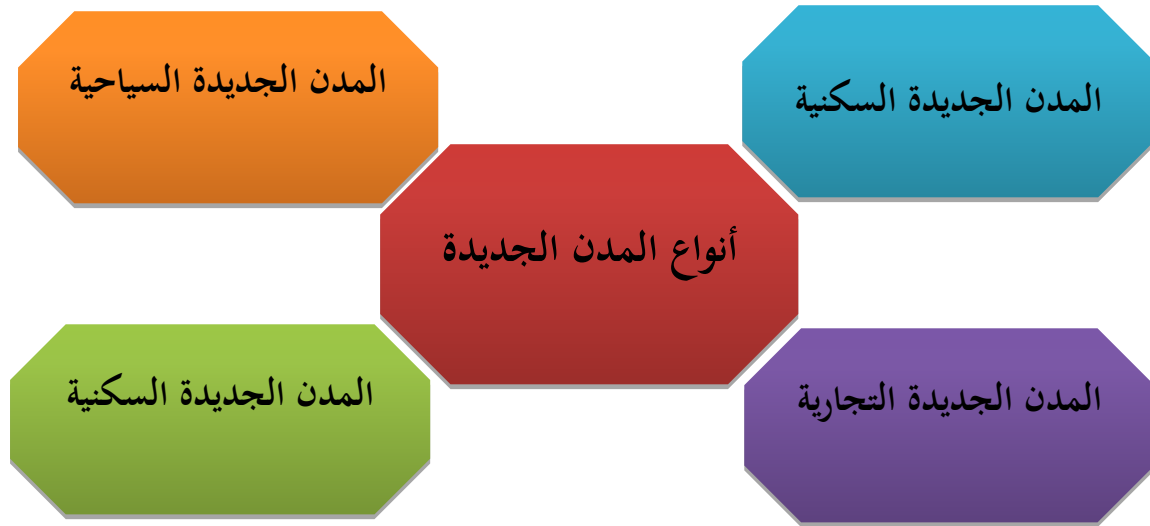 المدن الجديدة السكنية
المدن الجديدة السياحية
أنواع المدن الجديدة
المدن الجديدة التجارية
المدن الجديدة السكنية